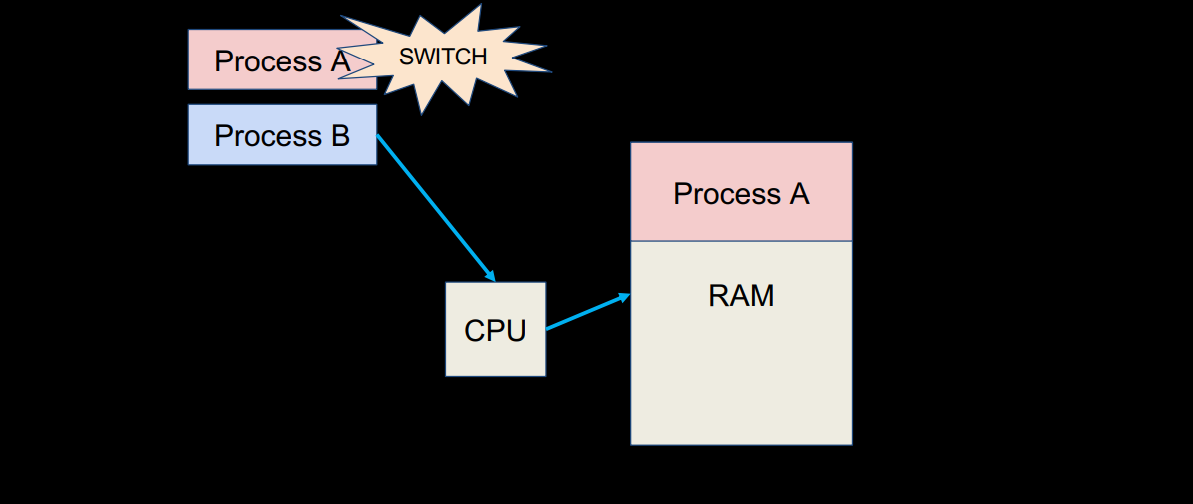 Process A
SWITCH
Process B
Process A
RAM
CPU